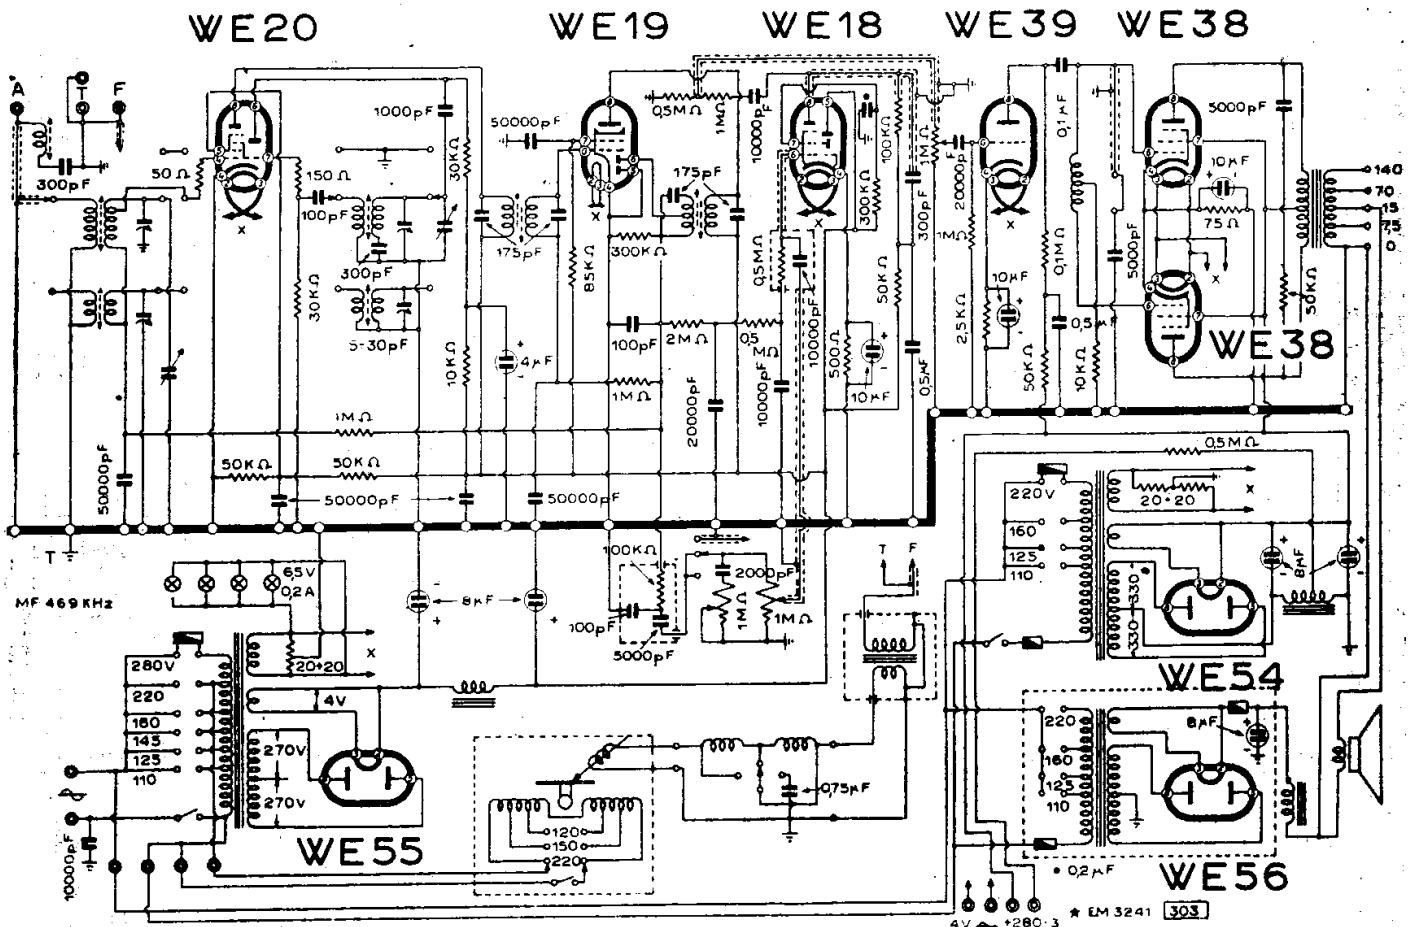 WE20 WE19 WE18 WE39 WE38
A T F
300pF
50Ω
1000pF
30KΩ
150Ω
100pF
300pF
30KΩ
5-30pF
10KΩ
4µF
50000pF
175pF
85KΩ
0,5MΩ
1MΩ
10000pF
175pF
300KΩ
100pF
2MΩ
0,5 MΩ
1MΩ
20000pF
10000pF
100KΩ
1MΩ
300KΩ
300pF
0,5MΩ
10000pF
50KΩ
500Ω
10µF
0,5µF
20000pF
1MΩ
0,1µF
10µF
2,5KΩ
0,1MΩ
0,5µF
50KΩ
10KΩ
5000pF
10µF
75Ω
5000pF
50KΩ
WE38
140
70
15
7,5
0
X
1MΩ
50KΩ
50KΩ
50000pF
50000pF
50000pF
T
MF 469 KHz
6,5V
0,2A
20+20
X
4V
280V
220
160
145
125
110
270V
270V
WE55
10000pF
8µF
100KΩ
100pF
5000pF
2000pF
1MΩ
1MΩ
T F
120
150
220
0,75µF
0,5MΩ
220V
160
125
110
20+20
X
330
330
*
8µF
WE54
220
160
125
110
8µF
• 0,2µF
WE56
4V +280-3
★ EM 3241 303